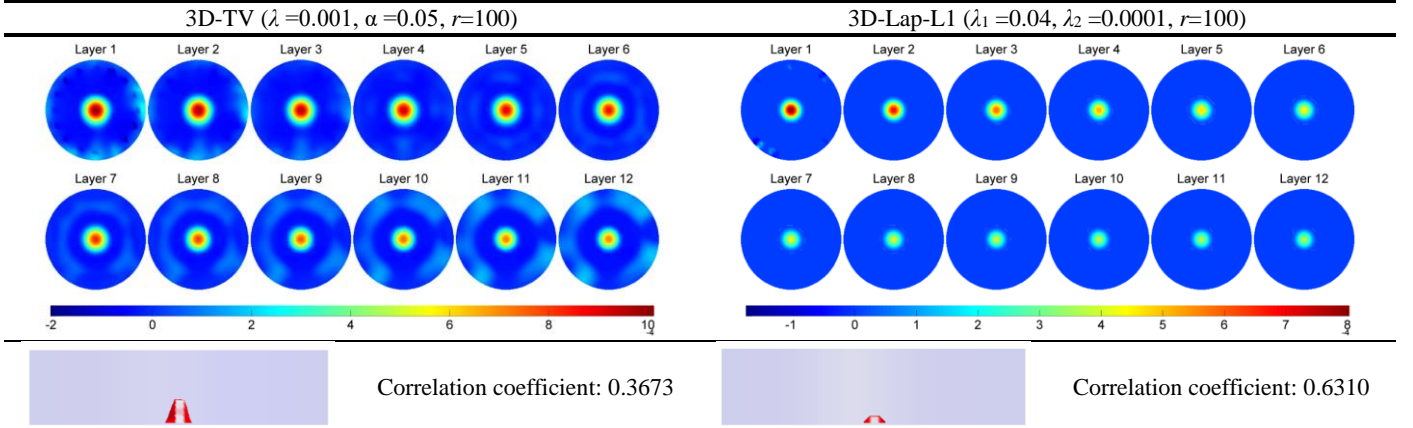 3D-TV (λ =0.001, α =0.05, r=100)
3D-Lap-L1 (λ₁ =0.04, λ₂ =0.0001, r=100)
Layer 1 Layer 2 Layer 3 Layer 4 Layer 5 Layer 6
Layer 7 Layer 8 Layer 9 Layer 10 Layer 11 Layer 12
-2 0 2 4 6 8 10
-4
Layer 1 Layer 2 Layer 3 Layer 4 Layer 5 Layer 6
Layer 7 Layer 8 Layer 9 Layer 10 Layer 11 Layer 12
-1 0 1 2 3 4 5 6 7 8
-4
Correlation coefficient: 0.3673
Correlation coefficient: 0.6310